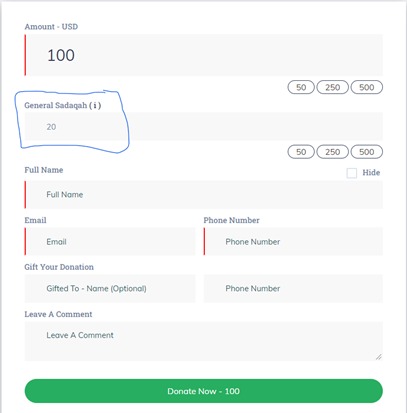 Amount - USD
100
50 250 500
General Sadaqah ( i )
20
50 250 500
Full Name Hide
Full Name
Email Phone Number
Email Phone Number
Gift Your Donation
Gifted To - Name (Optional) Phone Number
Leave A Comment
Leave A Comment
Donate Now - 100